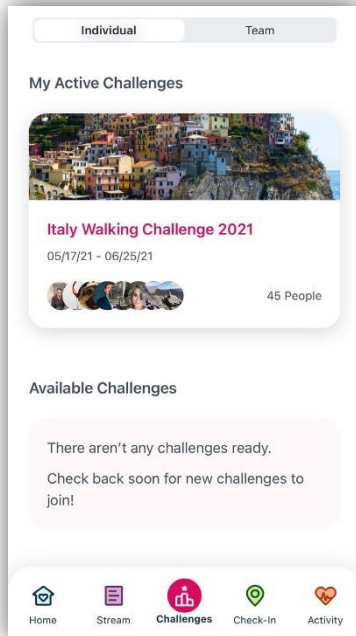 Individual
Team
My Active Challenges
Italy Walking Challenge 2021
05/17/21 - 06/25/21
45 People
Available Challenges
There aren’t any challenges ready.
Check back soon for new challenges to
join!
Home
Stream
Challenges
Check-In
Activity